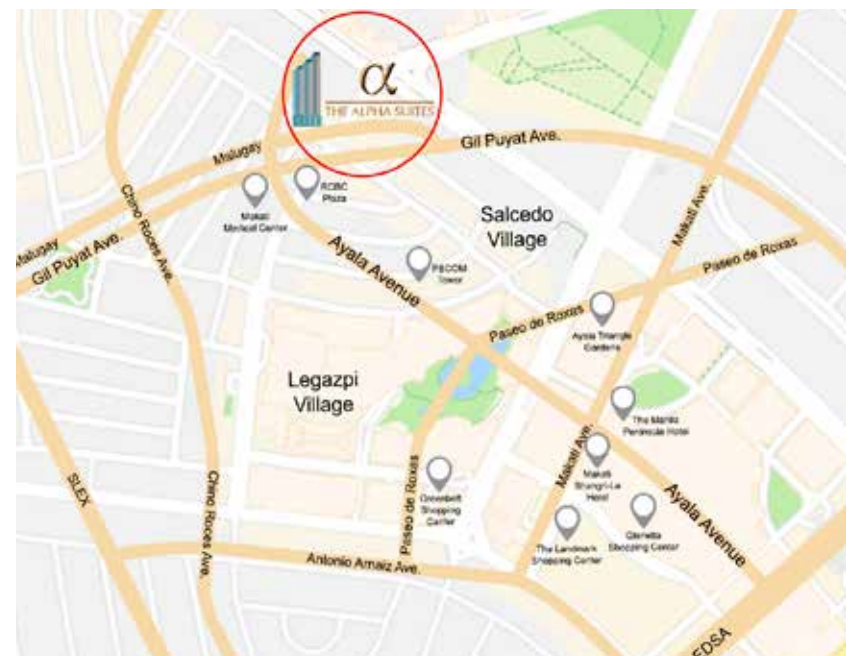 α
THE ALPHA SUITES
Malugay
Gil Puyat Ave.
RCBC
Plaza
Makati
Medical Center
Chino Roces Ave.
Salcedo
Village
Makati Ave.
Malugay
Gil Puyat Ave.
Ayala Avenue
PBCOM
Tower
Paseo de Roxas
Paseo de Roxas
Ayala Triangle
Gardens
Legazpi
Village
The Manila
Peninsula Hotel
Makati Ave.
Makati
Shangri-La
Hotel
SLEX
Chino Roces Ave.
Paseo de Roxas
Greenbelt
Shopping
Center
Ayala Avenue
The Landmark
Shopping Center
Glorietta
Shopping Center
Antonio Arnaiz Ave.
EDSA